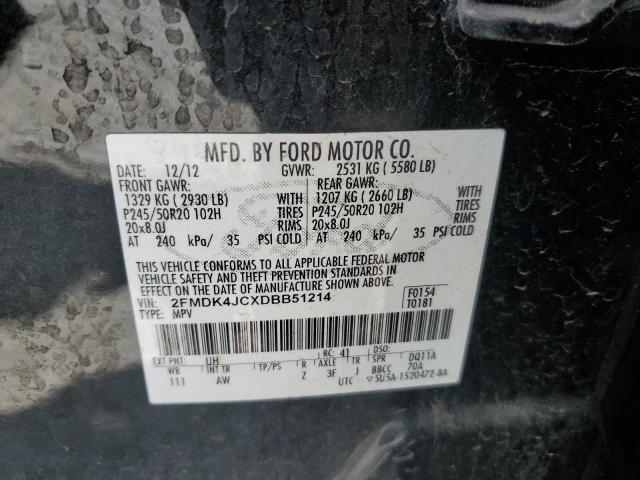 MFD. BY FORD MOTOR CO.
DATE: 12/12 GVWR: 2531 KG ( 5580 LB)
FRONT GAWR: REAR GAWR:
1329 KG ( 2930 LB) WITH 1207 KG ( 2660 LB) WITH
P245/50R20 102H TIRES P245/50R20 102H TIRES
20x8.0J RIMS 20x8.0J RIMS
AT 240 kPa/ 35 PSI COLD AT 240 kPa/ 35 PSI COLD
THIS VEHICLE CONFORMS TO ALL APPLICABLE FEDERAL MOTOR
VEHICLE SAFETY AND THEFT PREVENTION STANDARDS IN EFFECT ON
THE DATE OF MANUFACTURE SHOWN ABOVE.
VIN: 2FMDK4JCXDBB51214 F0154
TYPE: MPV T0181
EXT PNT: UH RC: 41 DSO:
WB INT TR TP/PS R AXLE TR SPR DQ11A
111 AW Z 3F J BBCC 70A
UTC 5U5A-1520472-BA